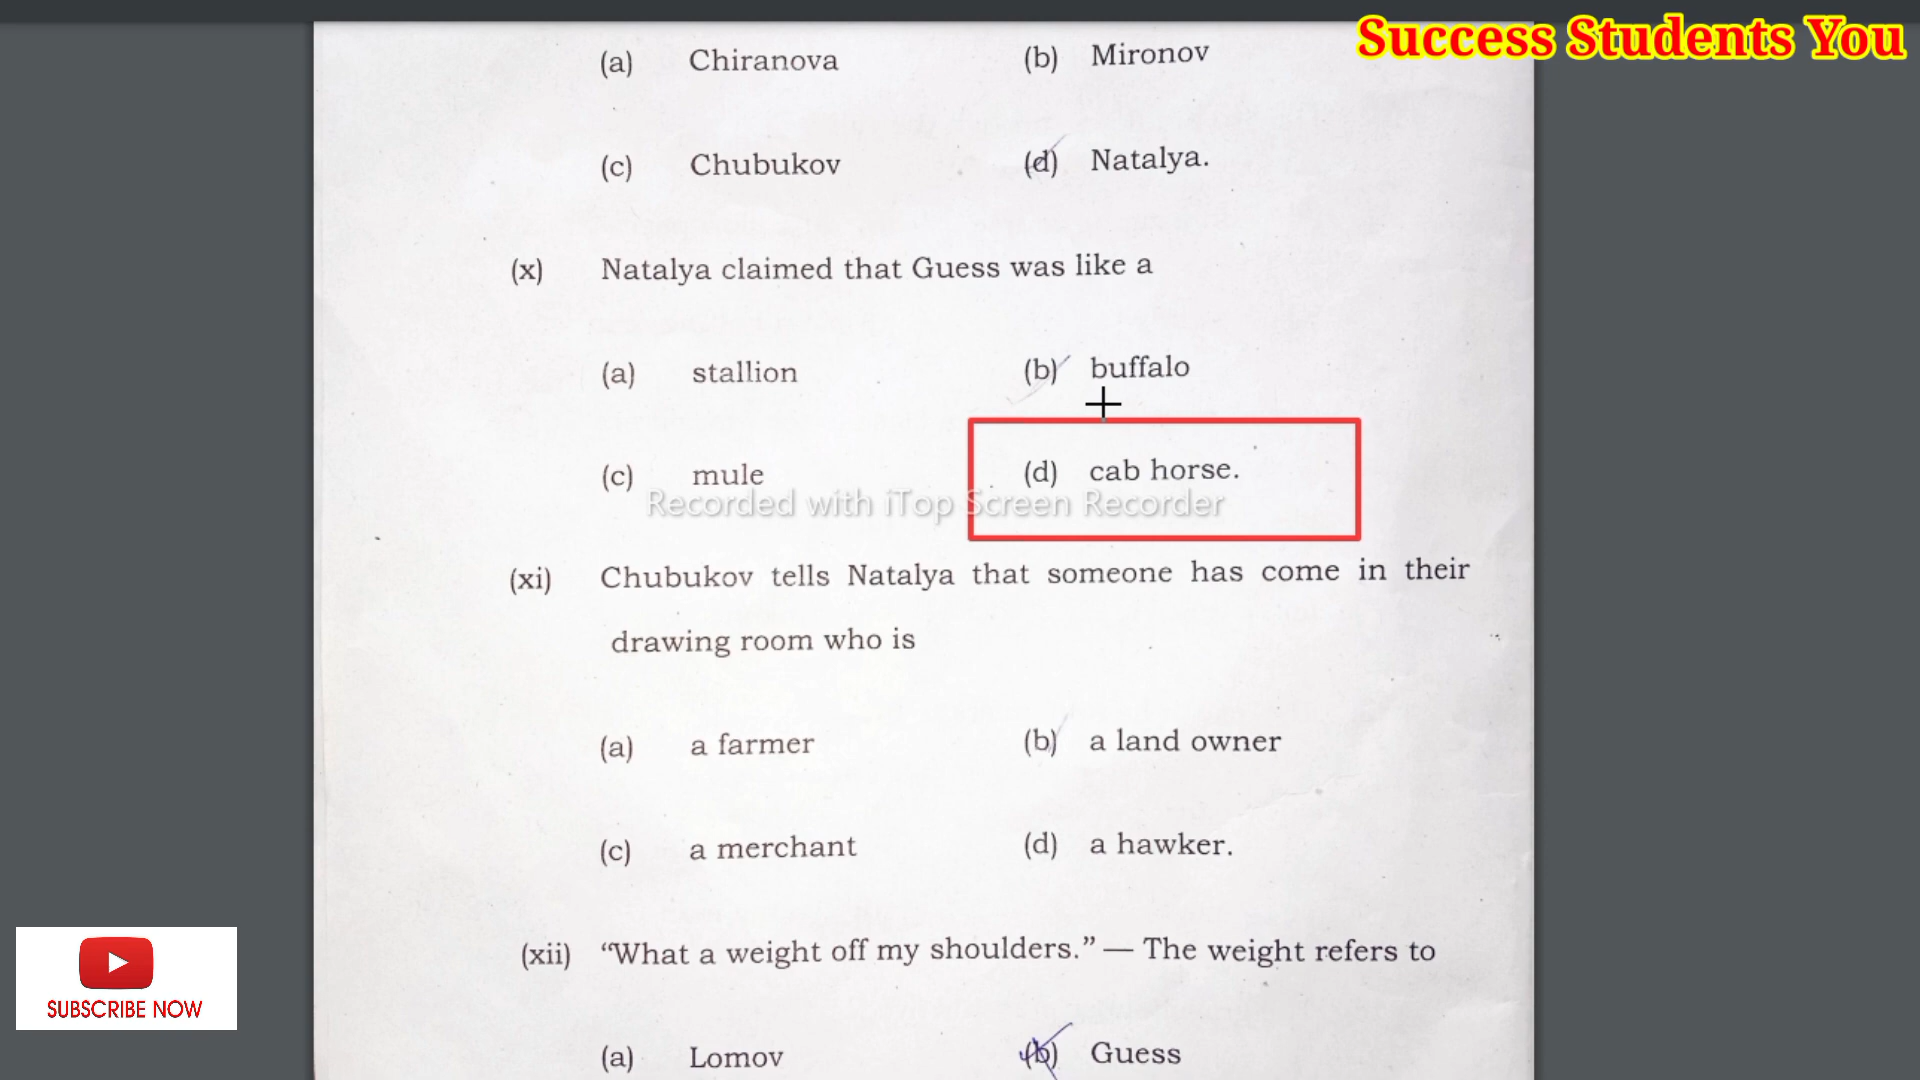 Success Students You
(a) Chiranova (b) Mironov
(c) Chubukov (d) Natalya.
(x) Natalya claimed that Guess was like a
(a) stallion (b) buffalo
(c) mule (d) cab horse.
Recorded with iTop Screen Recorder
(xi) Chubukov tells Natalya that someone has come in their
drawing room who is
(a) a farmer (b) a land owner
(c) a merchant (d) a hawker.
(xii) “What a weight off my shoulders.” — The weight refers to
(a) Lomov (b) Guess
SUBSCRIBE NOW